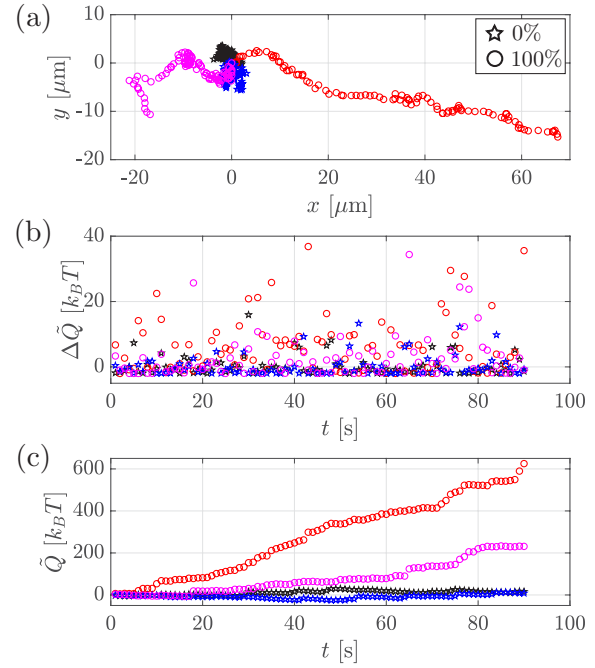 (a)
10
0
-10
-20
y [μm]
-20 0 20 40 60
x [μm]
0%
100%
(b)
40
20
0
ΔQ̃ [k_BT]
0 20 40 60 80 100
t [s]
(c)
600
400
200
0
Q̃ [k_BT]
0 20 40 60 80 100
t [s]